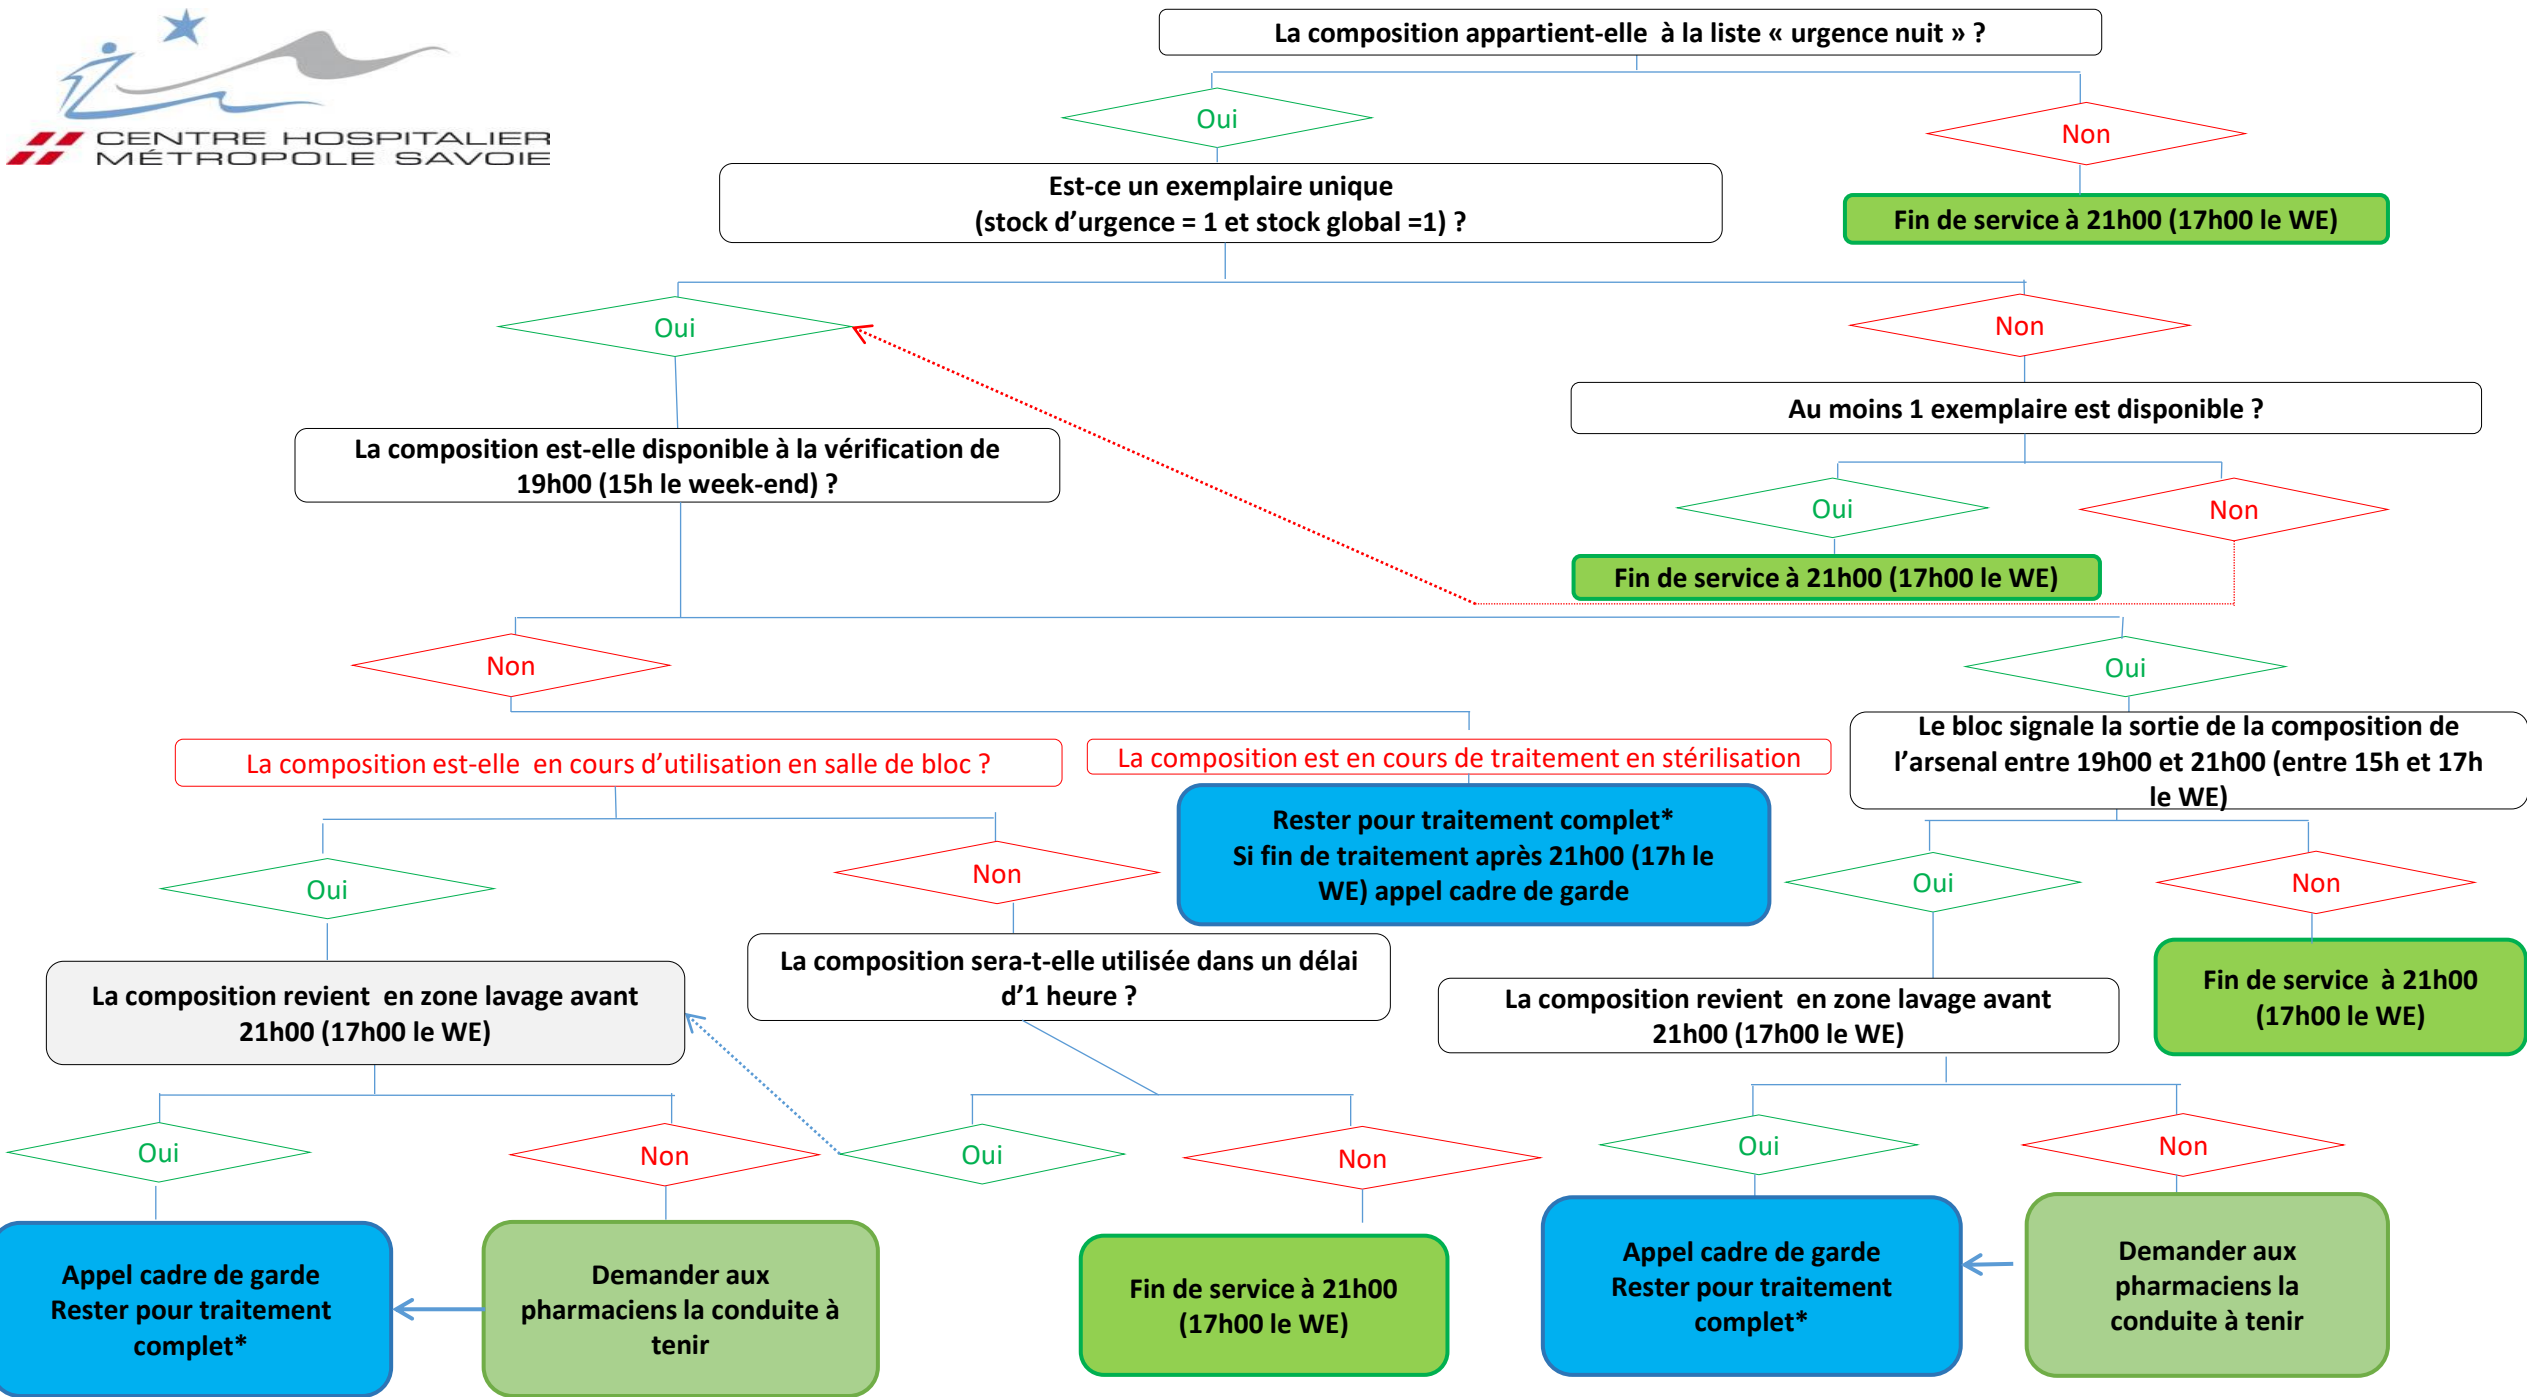 La composition appartient-elle à la liste « urgence nuit » ?
CENTRE HOSPITALIER
MÉTROPOLE SAVOIE
Oui
Non
Est-ce un exemplaire unique
(stock d’urgence = 1 et stock global =1) ?
Fin de service à 21h00 (17h00 le WE)
Oui
Non
Au moins 1 exemplaire est disponible ?
La composition est-elle disponible à la vérification de
19h00 (15h le week-end) ?
Oui
Non
Fin de service à 21h00 (17h00 le WE)
Non
Oui
La composition est-elle en cours d’utilisation en salle de bloc ?
La composition est en cours de traitement en stérilisation
Le bloc signale la sortie de la composition de
l’arsenal entre 19h00 et 21h00 (entre 15h et 17h
le WE)
Rester pour traitement complet*
Si fin de traitement après 21h00 (17h le
WE) appel cadre de garde
Oui
Non
Oui
Non
La composition revient en zone lavage avant
21h00 (17h00 le WE)
La composition sera-t-elle utilisée dans un délai
d’1 heure ?
La composition revient en zone lavage avant
21h00 (17h00 le WE)
Fin de service à 21h00
(17h00 le WE)
Oui
Non
Oui
Non
Oui
Non
Appel cadre de garde
Rester pour traitement
complet*
Demander aux
pharmaciens la conduite à
tenir
Fin de service à 21h00
(17h00 le WE)
Appel cadre de garde
Rester pour traitement
complet*
Demander aux
pharmaciens la
conduite à tenir